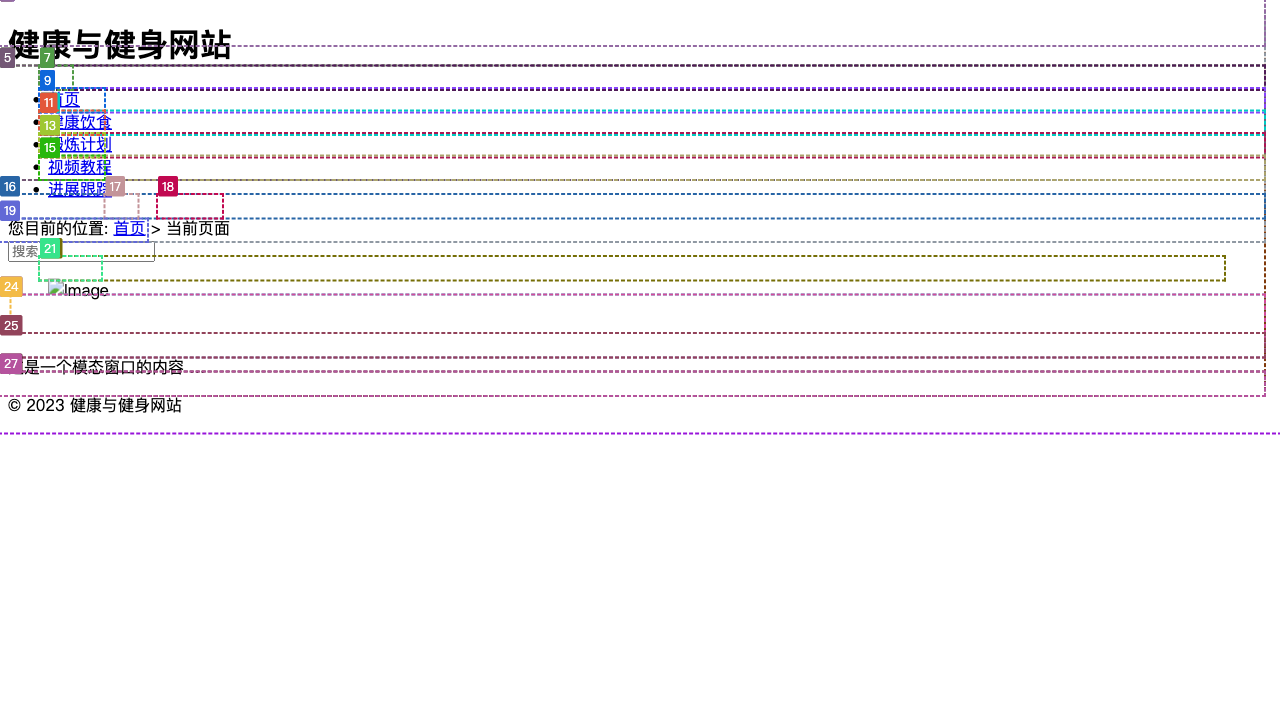 健康与健身网站
5
7
9
首页
11
健康饮食
13
锻炼计划
15
视频教程
16
17
18
进展跟踪
19
您目前的位置: 首页 > 当前页面
21
搜索
24
Image
25
27
是一个模态窗口的内容
© 2023 健康与健身网站